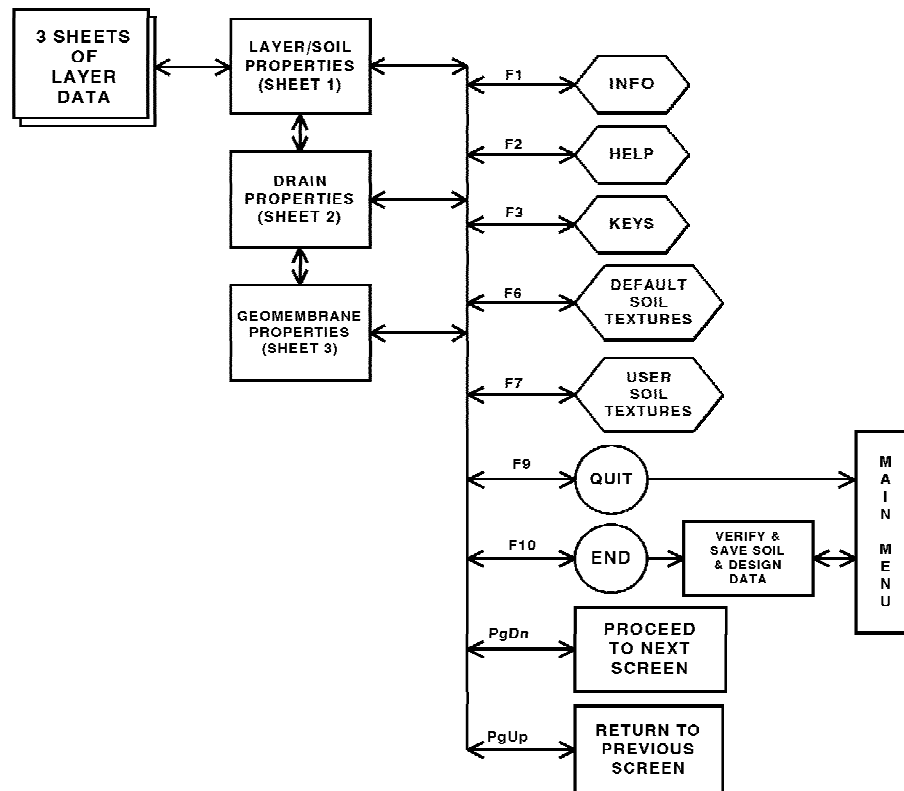 3 SHEETS
OF
LAYER
DATA
LAYER/SOIL
PROPERTIES
(SHEET 1)
DRAIN
PROPERTIES
(SHEET 2)
GEOMEMBRANE
PROPERTIES
(SHEET 3)
F1
INFO
F2
HELP
F3
KEYS
F6
DEFAULT
SOIL
TEXTURES
F7
USER
SOIL
TEXTURES
F9
QUIT
F10
END
VERIFY &
SAVE SOIL
& DESIGN
DATA
MAIN MENU
PgDn
PROCEED
TO NEXT
SCREEN
PgUp
RETURN TO
PREVIOUS
SCREEN